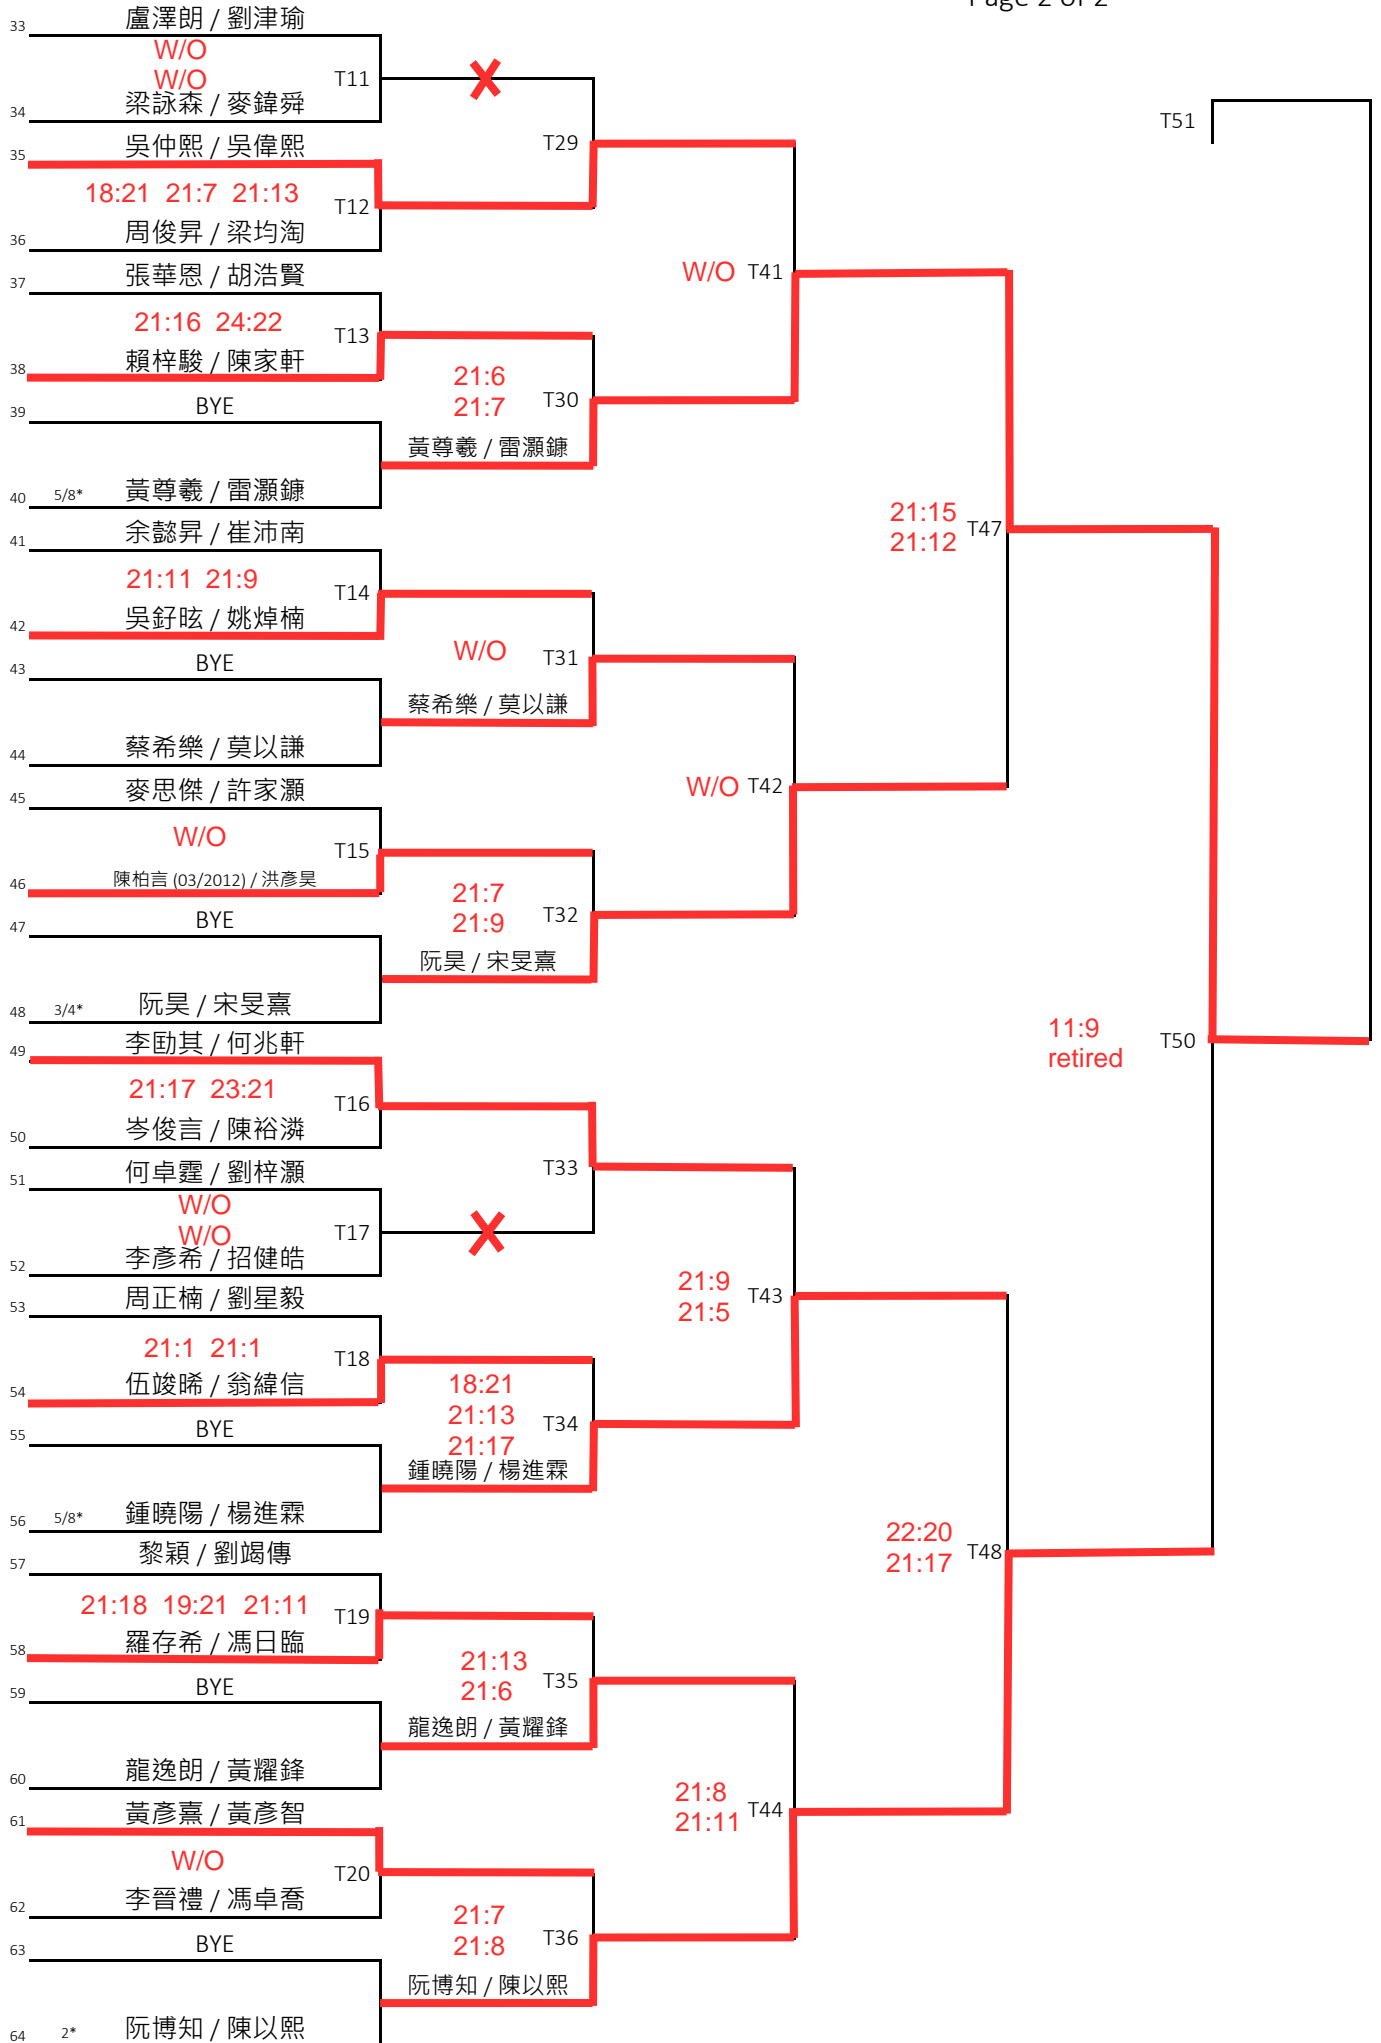 Page 2 of 2
33 盧澤朗 / 劉津瑜
W/O
W/O
T11
34 梁詠森 / 麥鍏舜
T51
35 吳仲熙 / 吳偉熙
T29
18:21 21:7 21:13 T12
36 周俊昇 / 梁均淘
37 張華恩 / 胡浩賢
W/O T41
21:16 24:22 T13
38 賴梓駿 / 陳家軒
21:6
21:7 T30
39 BYE
黃尊羲 / 雷灝鎌
40 5/8* 黃尊羲 / 雷灝鎌
41 余懿昇 / 崔沛南
21:15
21:12 T47
21:11 21:9 T14
42 吳釨昡 / 姚焯楠
W/O T31
43 BYE
蔡希樂 / 莫以謙
44 蔡希樂 / 莫以謙
45 麥思傑 / 許家灝
W/O T42
W/O T15
46 陳柏言 (03/2012) / 洪彥昊
21:7
21:9 T32
47 BYE
阮昊 / 宋旻熹
48 3/4* 阮昊 / 宋旻熹
49 李劻其 / 何兆軒
11:9
retired
T50
21:17 23:21 T16
50 岑俊言 / 陳裕潾
51 何卓霆 / 劉梓灝
T33
W/O
W/O
T17
52 李彥希 / 招健皓
53 周正楠 / 劉星毅
21:9
21:5 T43
21:1 21:1 T18
54 伍竣晞 / 翁緯信
18:21
21:13
21:17
T34
55 BYE
鍾曉陽 / 楊進霖
56 5/8* 鍾曉陽 / 楊進霖
57 黎穎 / 劉竭傳
22:20
21:17 T48
21:18 19:21 21:11 T19
58 羅存希 / 馮日臨
21:13
21:6 T35
59 BYE
龍逸朗 / 黃耀鋒
60 龍逸朗 / 黃耀鋒
61 黃彥熹 / 黃彥智
21:8
21:11 T44
W/O T20
62 李晉禮 / 馮卓喬
21:7
21:8 T36
63 BYE
阮博知 / 陳以熙
64 2* 阮博知 / 陳以熙